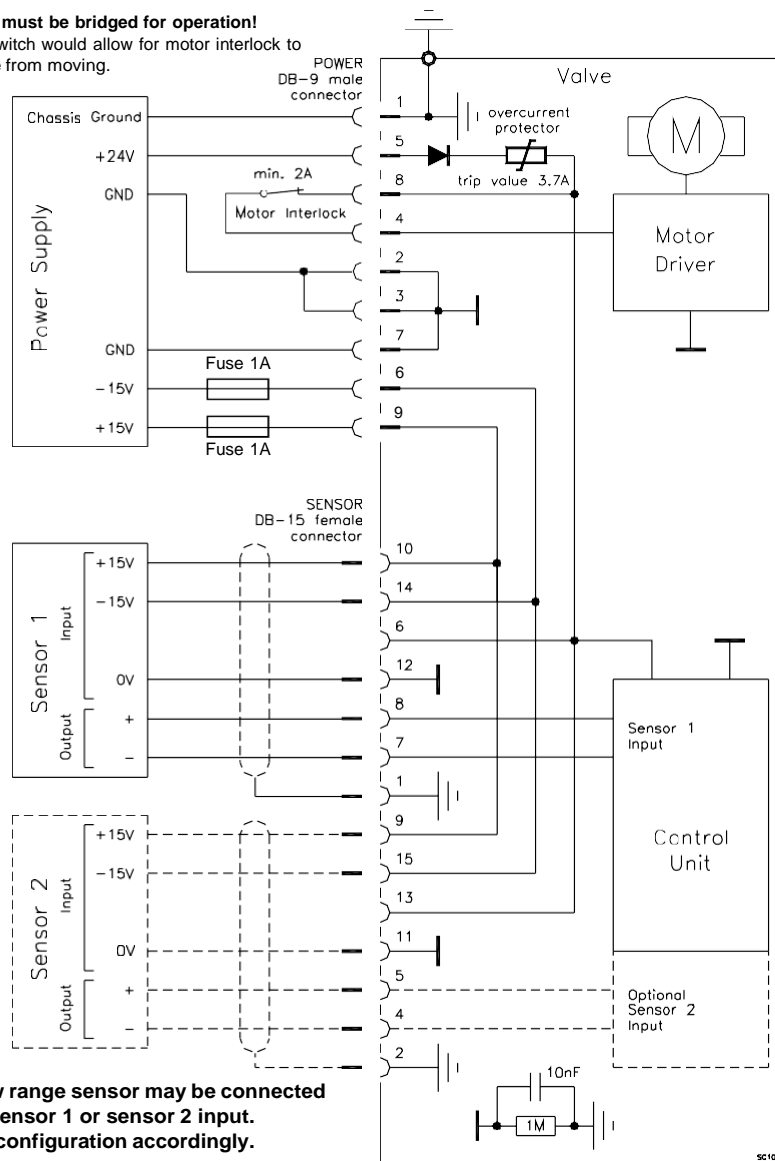 must be bridged for operation!
witch would allow for motor interlock to
e from moving.
POWER
DB-9 male
connector
Valve
Chassis Ground
1
overcurrent
protector
M
+24V
5
min. 2A
trip value 3.7A
GND
8
Motor Interlock
4
Motor
Driver
Power Supply
2
3
GND
7
Fuse 1A
-15V
6
+15V
9
Fuse 1A
SENSOR
DB-15 female
connector
+15V
10
-15V
14
Sensor 1
Input
6
0V
12
+
8
Sensor 1
Input
Output
-
7
1
+15V
9
Control
Unit
-15V
15
Sensor 2
Input
13
0V
11
+
5
Optional
Sensor 2
Input
Output
-
4
2
10nF
1M
range sensor may be connected
ensor 1 or sensor 2 input.
configuration accordingly.